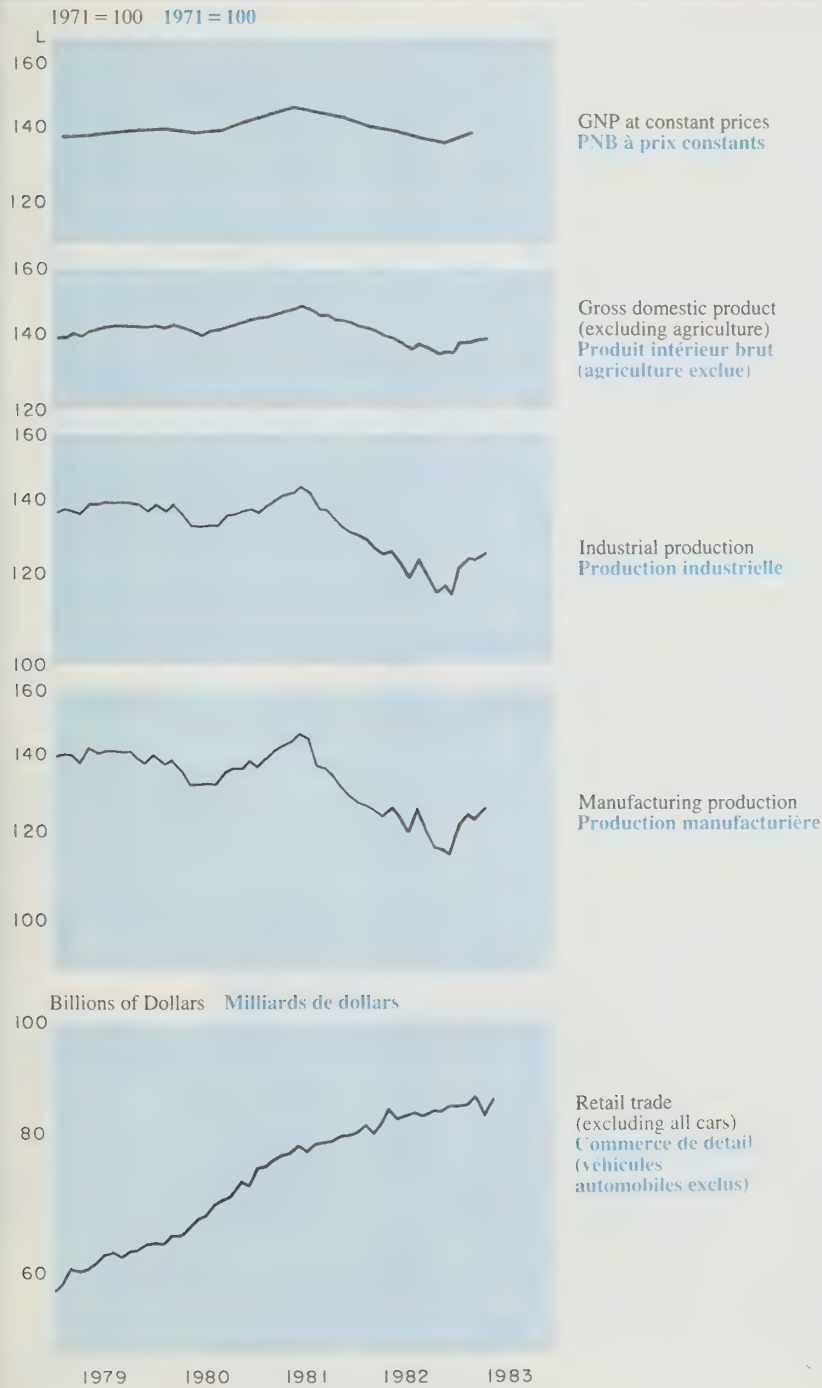 1971 = 100 1971 = 100
L
160
140
120
GNP at constant prices
PNB à prix constants
160
140
120
Gross domestic product
(excluding agriculture)
Produit intérieur brut
(agriculture exclue)
160
140
120
100
Industrial production
Production industrielle
160
140
120
100
Manufacturing production
Production manufacturière
Billions of Dollars Milliards de dollars
100
80
60
Retail trade
(excluding all cars)
Commerce de detail
(véhicules
automobiles exclus)
1979 1980 1981 1982 1983